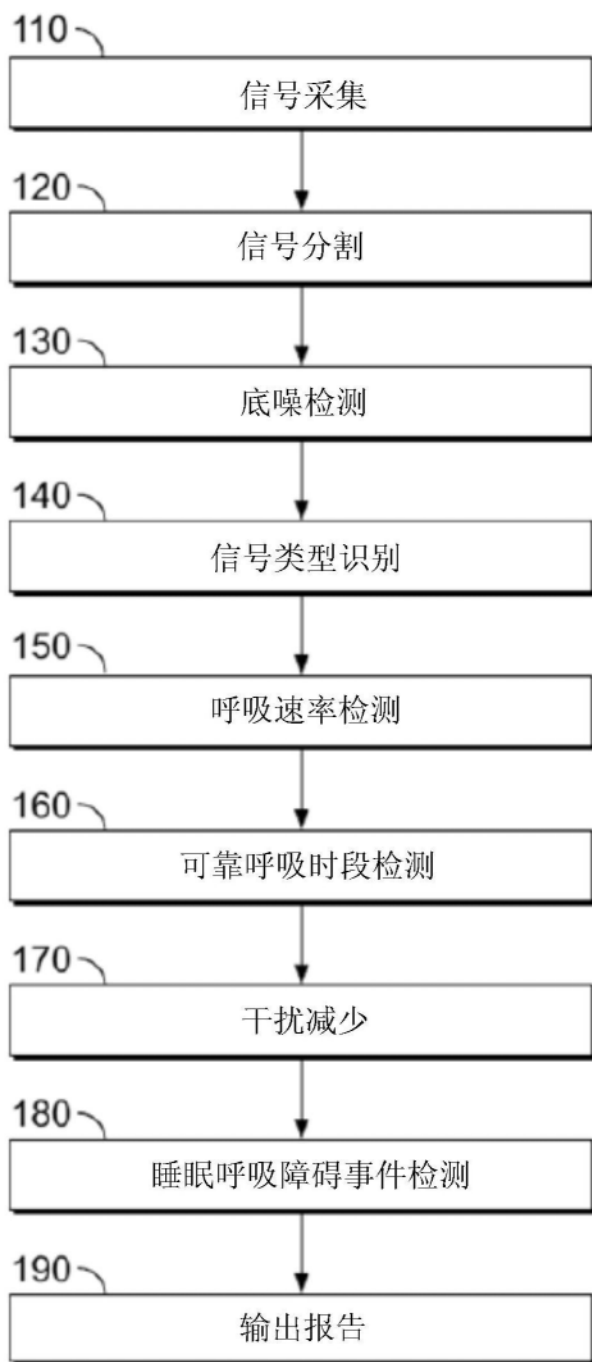 110
信号采集
120
信号分割
130
底噪检测
140
信号类型识别
150
呼吸速率检测
160
可靠呼吸时段检测
170
干扰减少
180
睡眠呼吸障碍事件检测
190
输出报告